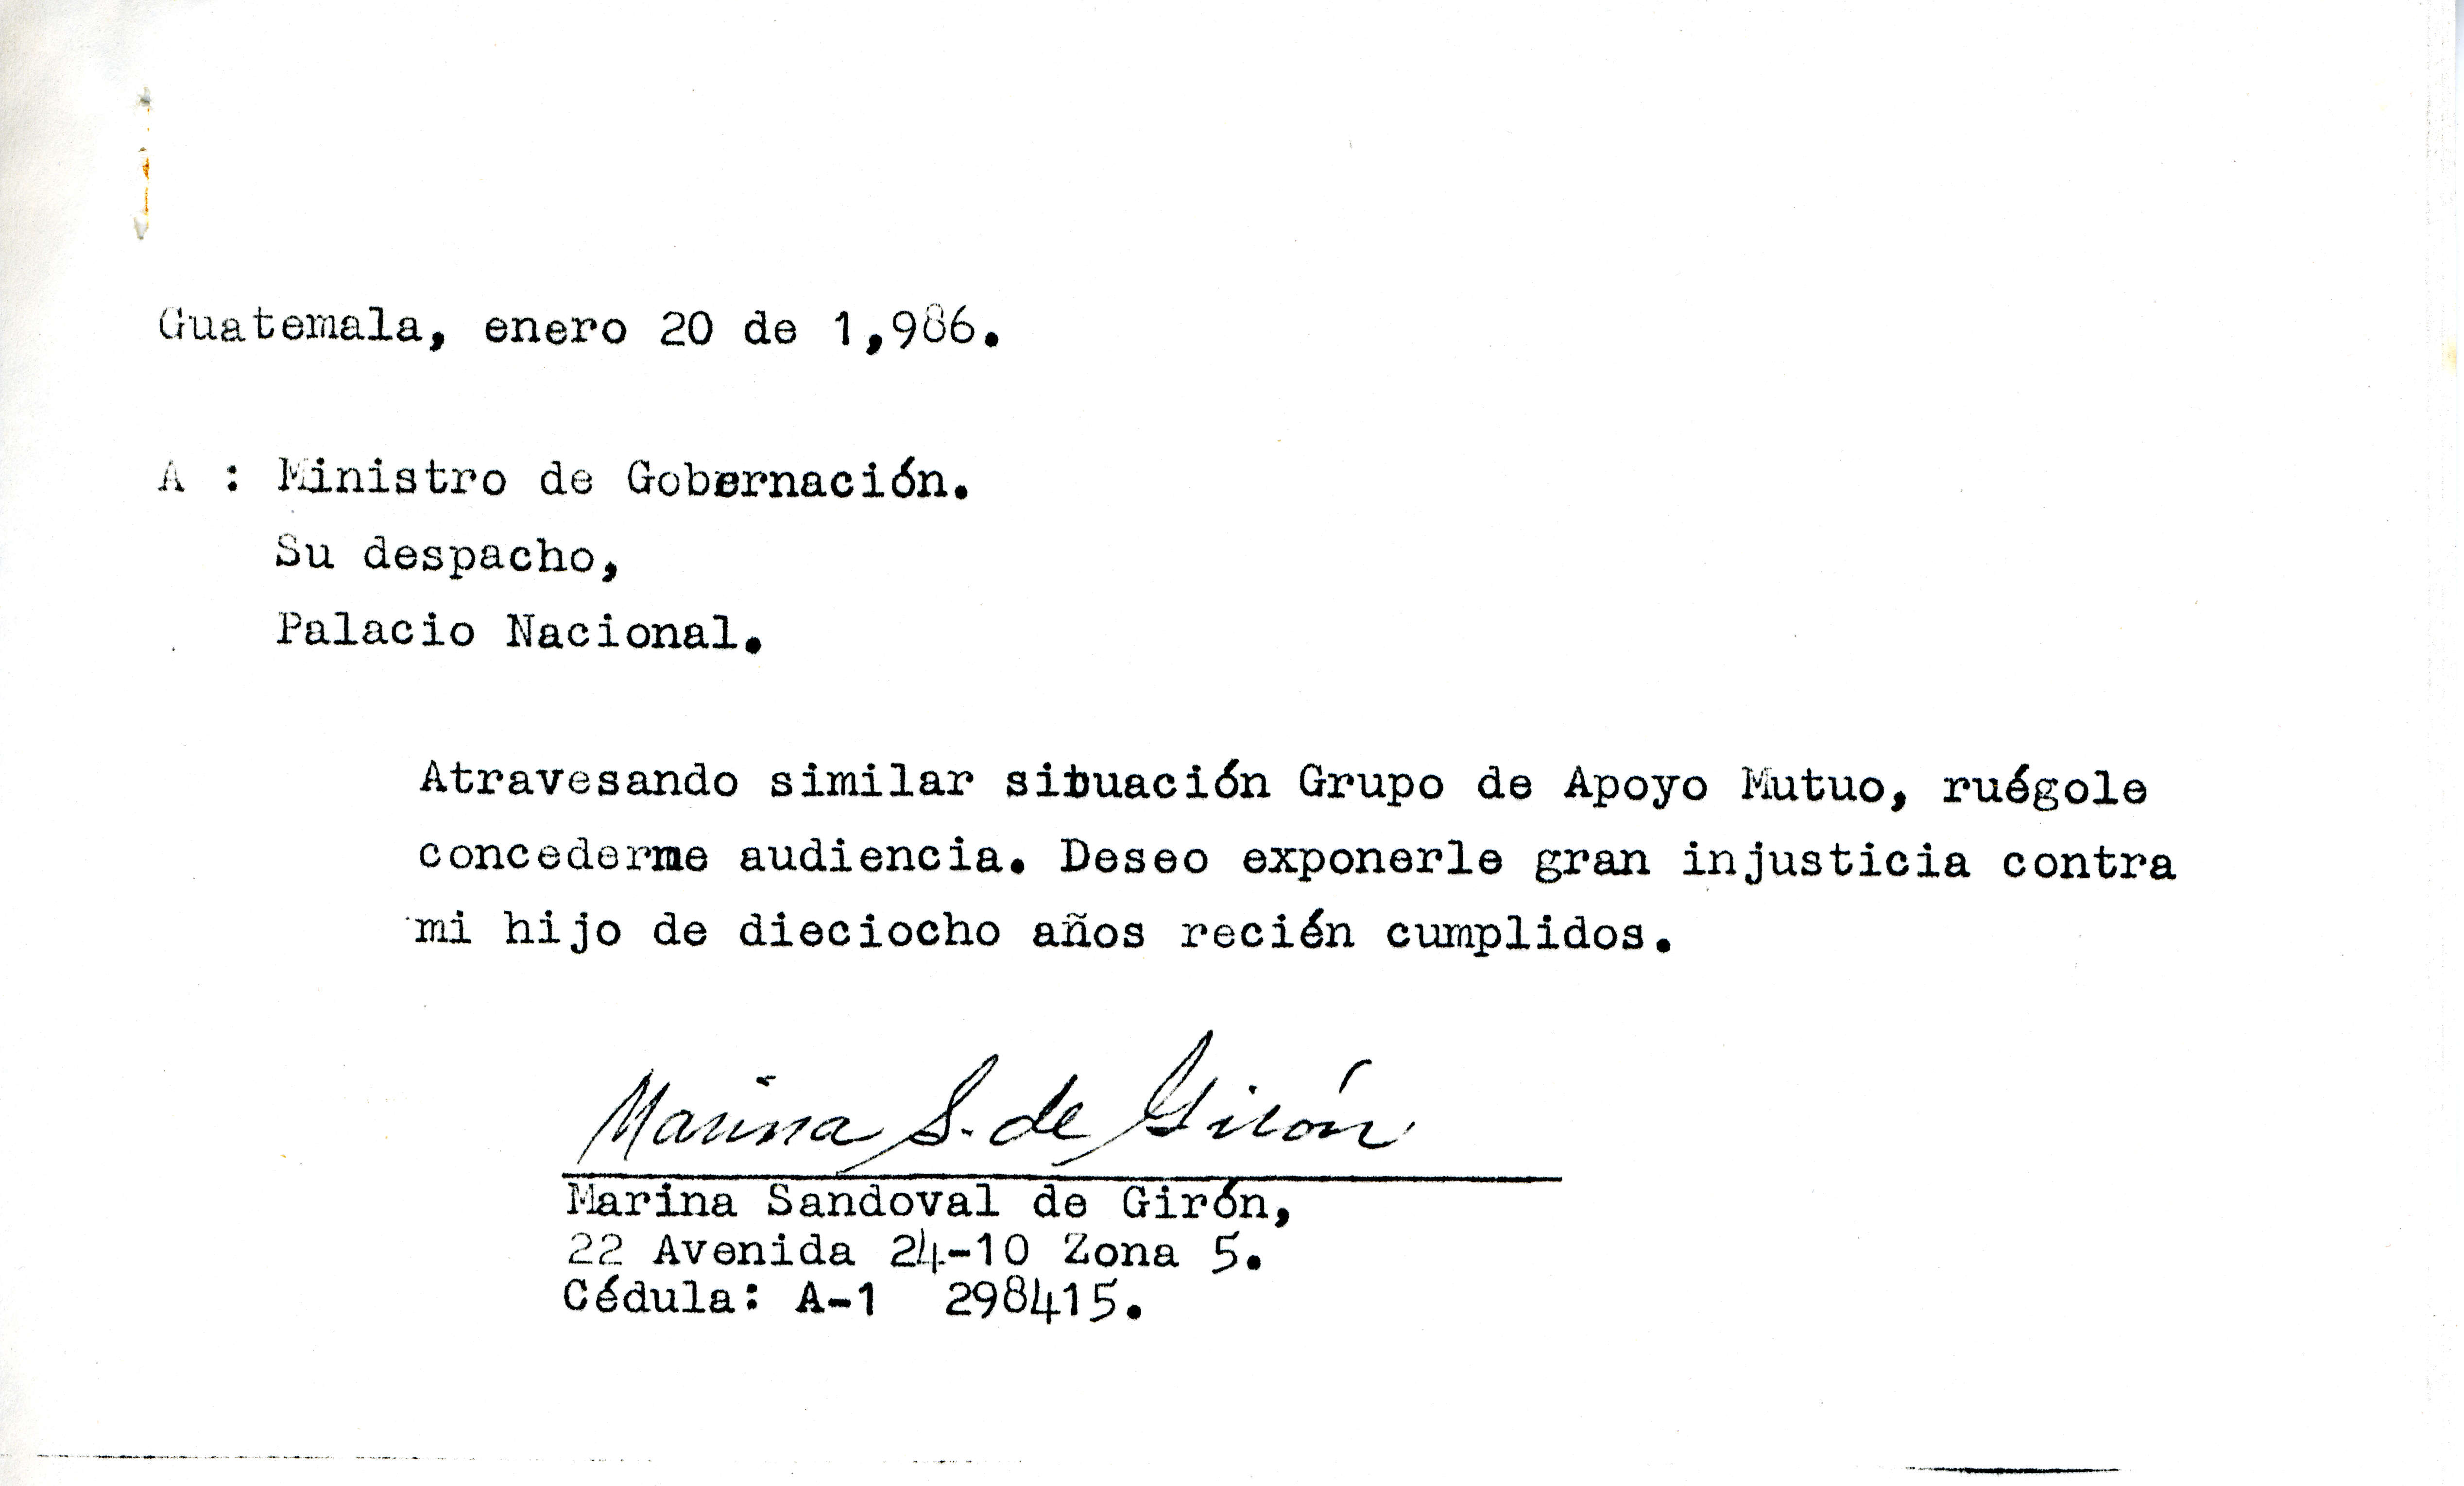 Guatemala, enero 20 de 1,986.
A : Ministro de Gobernación.
Su despacho,
Palacio Nacional.
Atravesando similar situación Grupo de Apoyo Mutuo, ruégole
concederme audiencia. Deseo exponerle gran injusticia contra
mi hijo de dieciocho años recién cumplidos.
Marina S. de Girón
Marina Sandoval de Girón,
22 Avenida 24-10 Zona 5.
Cédula: A-1 298415.